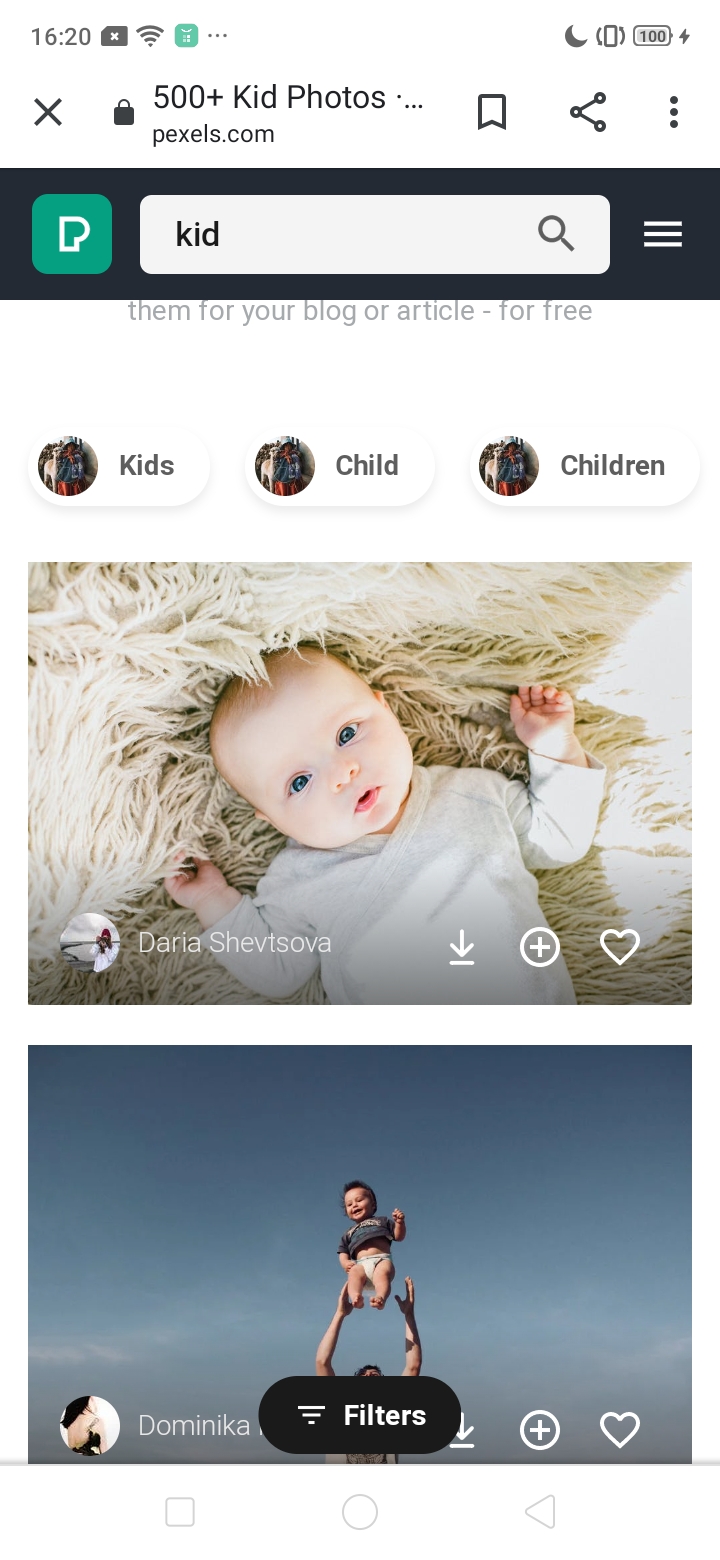 16:20
100
500+ Kid Photos ·...
pexels.com
kid
them for your blog or article - for free
Kids
Child
Children
Daria Shevtsova
Dominika
Filters